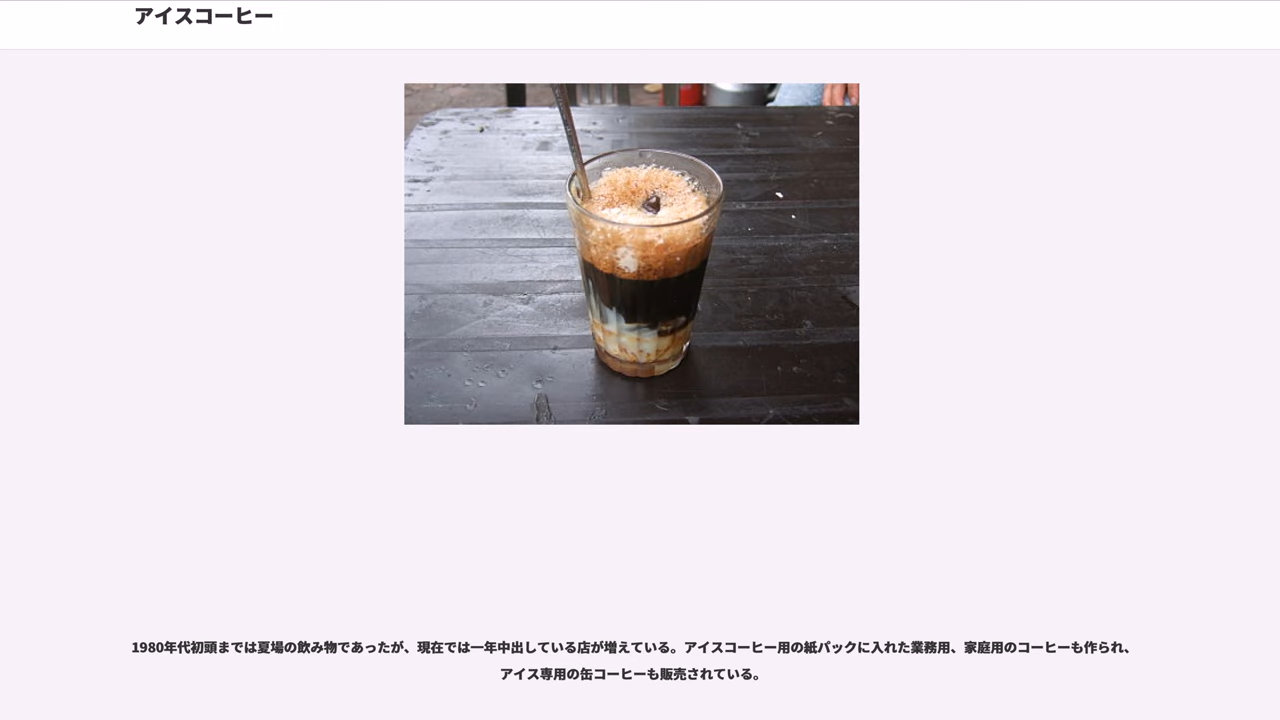 アイスコーヒー
1980年代初頭までは夏場の飲み物であったが、現在では一年中出している店が増えている。アイスコーヒー用の紙パックに入れた業務用、家庭用のコーヒーも作られ、
アイス専用の缶コーヒーも販売されている。